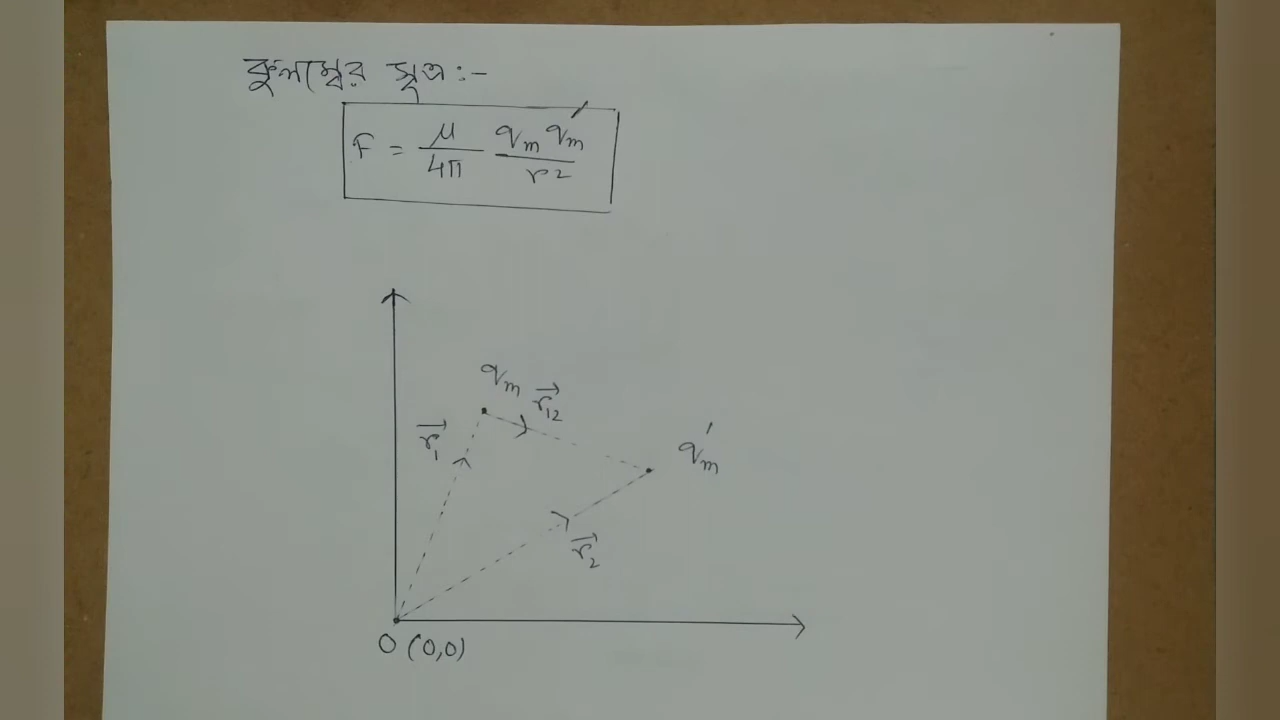 কুলম্বের সূত্র :-
F = μ/4π q_m q_m′/r²
q_m
r⃗₁₂
r⃗₁
q_m′
r⃗₂
O (0,0)